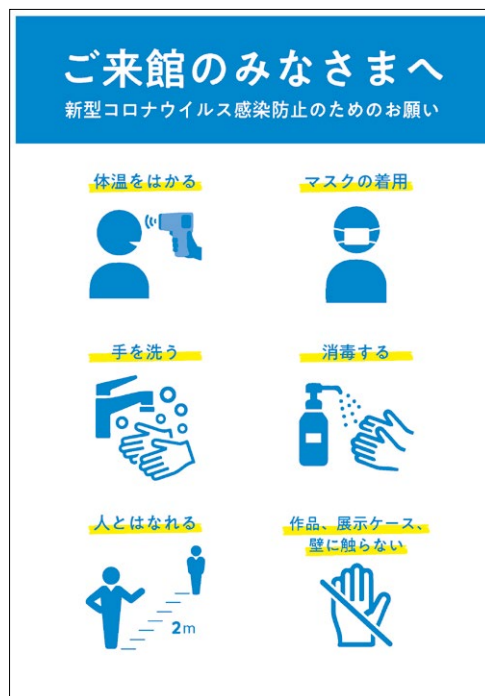 ご来館のみなさまへ
新型コロナウイルス感染防止のためのお願い
体温をはかる
マスクの着用
手を洗う
消毒する
人とはなれる
作品、展示ケース、
壁に触らない
2m